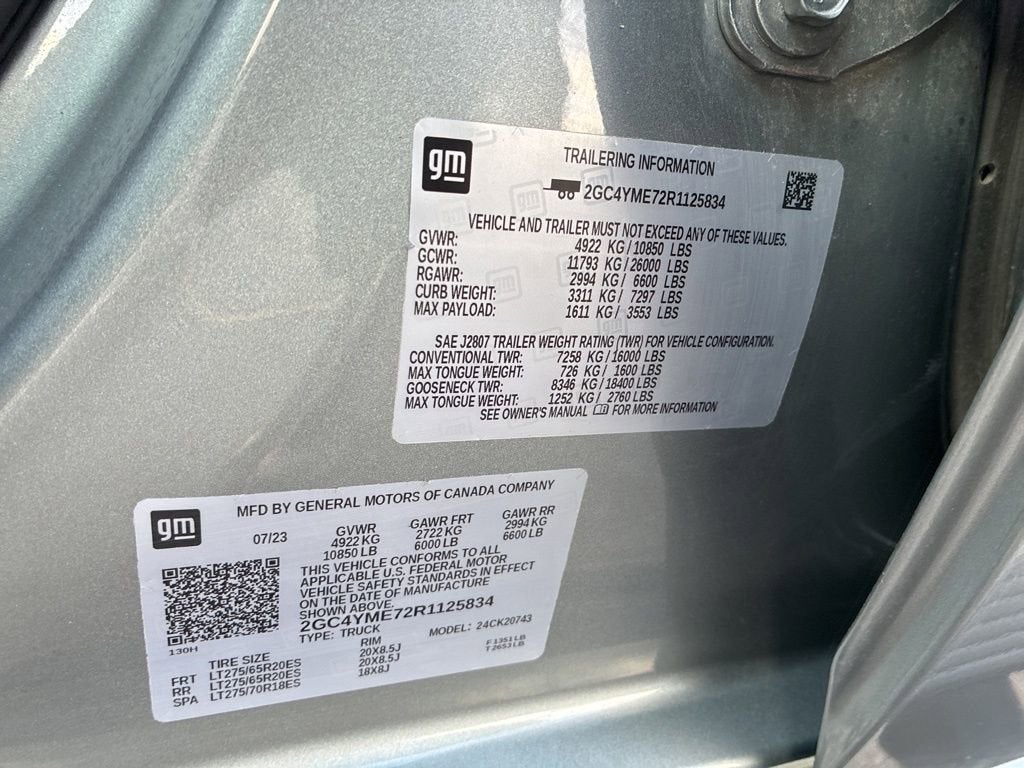 gm
TRAILERING INFORMATION
2GC4YME72R1125834
VEHICLE AND TRAILER MUST NOT EXCEED ANY OF THESE VALUES.
GVWR: 4922 KG / 10850 LBS
GCWR: 11793 KG / 26000 LBS
RGAWR: 2994 KG / 6600 LBS
CURB WEIGHT: 3311 KG / 7297 LBS
MAX PAYLOAD: 1611 KG / 3553 LBS
SAE J2807 TRAILER WEIGHT RATING (TWR) FOR VEHICLE CONFIGURATION.
CONVENTIONAL TWR: 7258 KG / 16000 LBS
MAX TONGUE WEIGHT: 726 KG / 1600 LBS
GOOSENECK TWR: 8346 KG / 18400 LBS
MAX TONGUE WEIGHT: 1252 KG / 2760 LBS
SEE OWNER'S MANUAL FOR MORE INFORMATION
gm
MFD BY GENERAL MOTORS OF CANADA COMPANY
07/23 GVWR GAWR FRT GAWR RR
4922 KG 2722 KG 2994 KG
10850 LB 6000 LB 6600 LB
THIS VEHICLE CONFORMS TO ALL
APPLICABLE U.S. FEDERAL MOTOR
VEHICLE SAFETY STANDARDS IN EFFECT
ON THE DATE OF MANUFACTURE
SHOWN ABOVE.
2GC4YME72R1125834
TYPE: TRUCK MODEL: 24CK20743
130H
TIRE SIZE RIM F 1351 LB
FRT LT275/65R20ES 20X8.5J T 2653 LB
RR LT275/65R20ES 20X8.5J
SPA LT275/70R18ES 18X8J